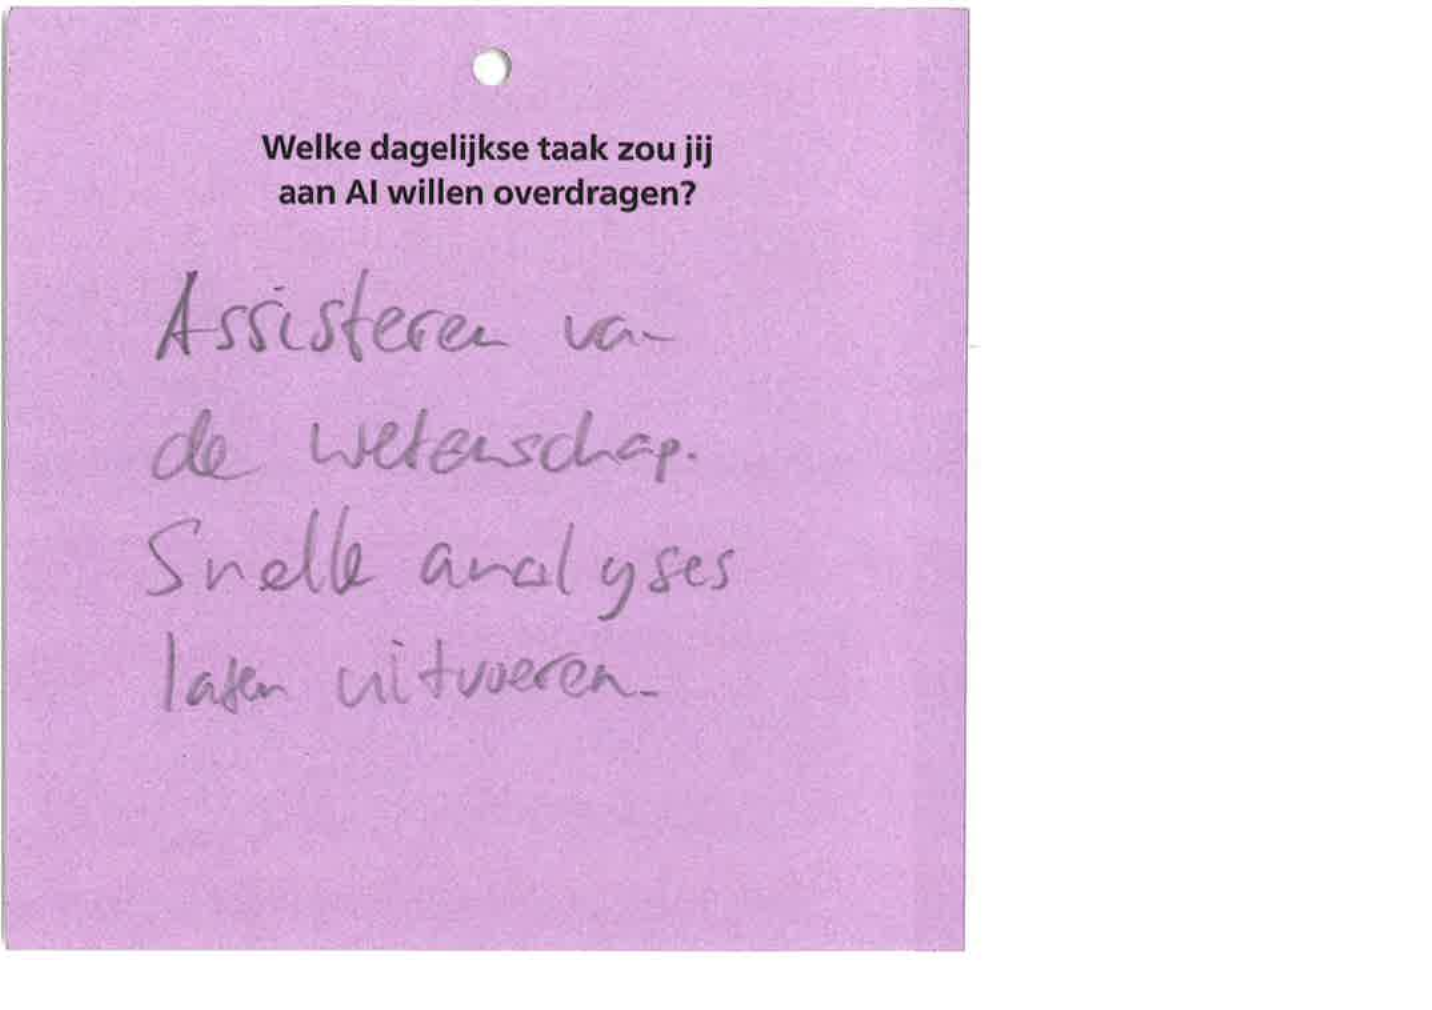 Welke dagelijkse taak zou jij
aan AI willen overdragen?
Assisteren van
de wetenschap.
Snelle analyses
laten uitvoeren.